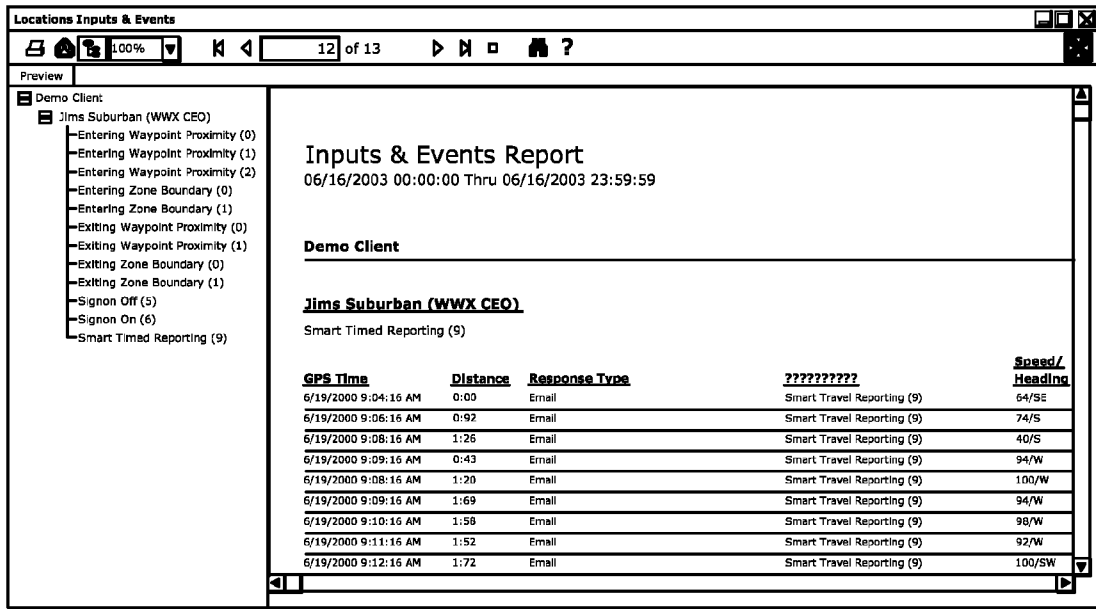 Locations Inputs & Events
100% 12 of 13 ?
Preview
Demo Client
Jims Suburban (WWX CEO)
Entering Waypoint Proximity (0)
Entering Waypoint Proximity (1)
Entering Waypoint Proximity (2)
Entering Zone Boundary (0)
Entering Zone Boundary (1)
Exiting Waypoint Proximity (0)
Exiting Waypoint Proximity (1)
Exiting Zone Boundary (0)
Exiting Zone Boundary (1)
Signon Off (5)
Signon On (6)
Smart Timed Reporting (9)
Inputs & Events Report
06/16/2003 00:00:00 Thru 06/16/2003 23:59:59
Demo Client
Jims Suburban (WWX CEO)
Smart Timed Reporting (9)
GPS Time Distance Response Type ?????????? Speed/
Heading
6/19/2000 9:04:16 AM 0:00 Email Smart Travel Reporting (9) 64/SE
6/19/2000 9:06:16 AM 0:92 Email Smart Travel Reporting (9) 74/S
6/19/2000 9:08:16 AM 1:26 Email Smart Travel Reporting (9) 40/S
6/19/2000 9:09:16 AM 0:43 Email Smart Travel Reporting (9) 94/W
6/19/2000 9:08:16 AM 1:20 Email Smart Travel Reporting (9) 100/W
6/19/2000 9:09:16 AM 1:69 Email Smart Travel Reporting (9) 94/W
6/19/2000 9:10:16 AM 1:58 Email Smart Travel Reporting (9) 98/W
6/19/2000 9:11:16 AM 1:52 Email Smart Travel Reporting (9) 92/W
6/19/2000 9:12:16 AM 1:72 Email Smart Travel Reporting (9) 100/SW